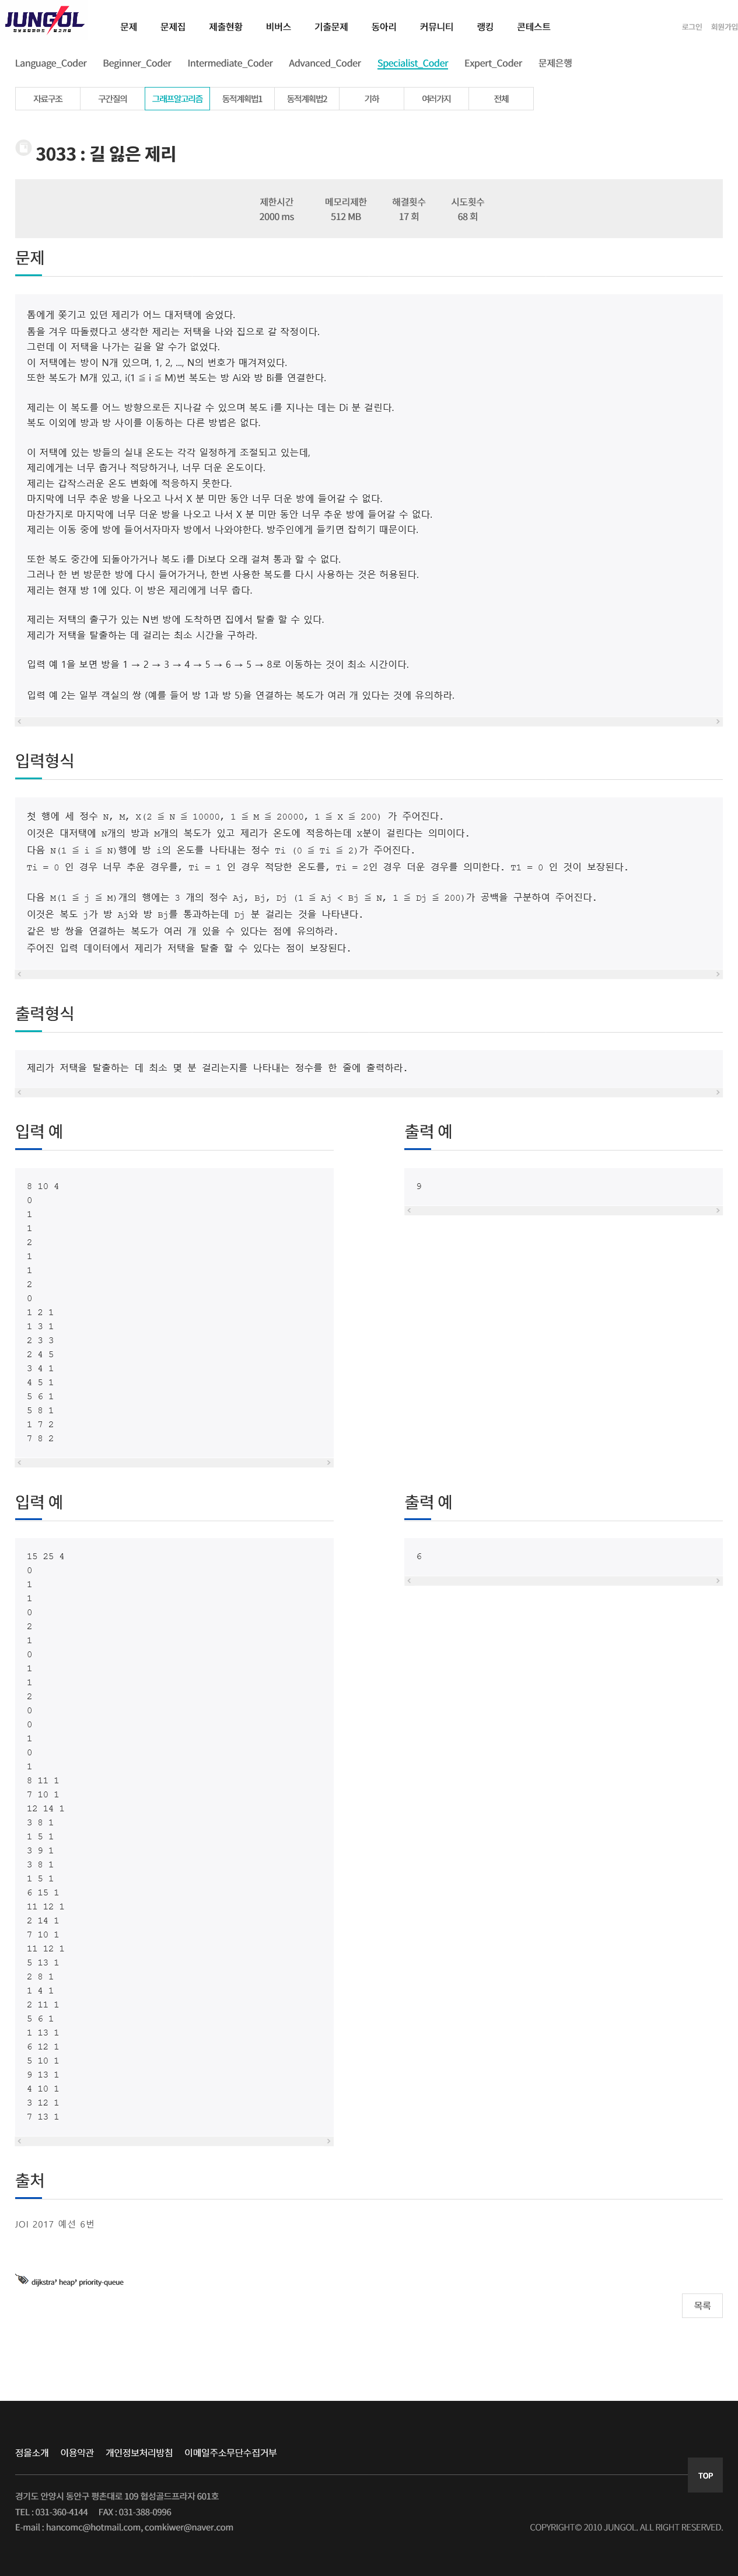 JUNGOL
정보올림피아드 & 알고리즘
문제 문제집 제출현황 비버스 기출문제 동아리 커뮤니티 랭킹 콘테스트
로그인 회원가입
Language_Coder Beginner_Coder Intermediate_Coder Advanced_Coder Specialist_Coder Expert_Coder 문제은행
자료구조 구간질의 그래프알고리즘 동적계획법1 동적계획법2 기하 여러가지 전체
3033 : 길 잃은 제리
제한시간 메모리제한 해결횟수 시도횟수
2000 ms 512 MB 17 회 68 회
문제
톰에게 쫓기고 있던 제리가 어느 대저택에 숨었다.
톰을 겨우 따돌렸다고 생각한 제리는 저택을 나와 집으로 갈 작정이다.
그런데 이 저택을 나가는 길을 알 수가 없었다.
이 저택에는 방이 N개 있으며, 1, 2, ..., N의 번호가 매겨져있다.
또한 복도가 M개 있고, i(1 ≦ i ≦ M)번 복도는 방 Ai와 방 Bi를 연결한다.
제리는 이 복도를 어느 방향으로든 지나갈 수 있으며 복도 i를 지나는 데는 Di 분 걸린다.
복도 이외에 방과 방 사이를 이동하는 다른 방법은 없다.
이 저택에 있는 방들의 실내 온도는 각각 일정하게 조절되고 있는데,
제리에게는 너무 춥거나 적당하거나, 너무 더운 온도이다.
제리는 갑작스러운 온도 변화에 적응하지 못한다.
마지막에 너무 추운 방을 나오고 나서 X 분 미만 동안 너무 더운 방에 들어갈 수 없다.
마찬가지로 마지막에 너무 더운 방을 나오고 나서 X 분 미만 동안 너무 추운 방에 들어갈 수 없다.
제리는 이동 중에 방에 들어서자마자 방에서 나와야한다. 방주인에게 들키면 잡히기 때문이다.
또한 복도 중간에 되돌아가거나 복도 i를 Di보다 오래 걸쳐 통과 할 수 없다.
그러나 한 번 방문한 방에 다시 들어가거나, 한번 사용한 복도를 다시 사용하는 것은 허용된다.
제리는 현재 방 1에 있다. 이 방은 제리에게 너무 춥다.
제리는 저택의 출구가 있는 N번 방에 도착하면 집에서 탈출 할 수 있다.
제리가 저택을 탈출하는 데 걸리는 최소 시간을 구하라.
입력 예 1을 보면 방을 1 → 2 → 3 → 4 → 5 → 6 → 5 → 8로 이동하는 것이 최소 시간이다.
입력 예 2는 일부 객실의 쌍 (예를 들어 방 1과 방 5)을 연결하는 복도가 여러 개 있다는 것에 유의하라.
입력형식
첫 행에 세 정수 N, M, X(2 ≦ N ≦ 10000, 1 ≦ M ≦ 20000, 1 ≦ X ≦ 200) 가 주어진다.
이것은 대저택에 N개의 방과 M개의 복도가 있고 제리가 온도에 적응하는데 X분이 걸린다는 의미이다.
다음 N(1 ≦ i ≦ N)행에 방 i의 온도를 나타내는 정수 Ti (0 ≦ Ti ≦ 2)가 주어진다.
Ti = 0 인 경우 너무 추운 경우를, Ti = 1 인 경우 적당한 온도를, Ti = 2인 경우 더운 경우를 의미한다. T1 = 0 인 것이 보장된다.
다음 M(1 ≦ j ≦ M)개의 행에는 3 개의 정수 Aj, Bj, Dj (1 ≦ Aj < Bj ≦ N, 1 ≦ Dj ≦ 200)가 공백을 구분하여 주어진다.
이것은 복도 j가 방 Aj와 방 Bj를 통과하는데 Dj 분 걸리는 것을 나타낸다.
같은 방 쌍을 연결하는 복도가 여러 개 있을 수 있다는 점에 유의하라.
주어진 입력 데이터에서 제리가 저택을 탈출 할 수 있다는 점이 보장된다.
출력형식
제리가 저택을 탈출하는 데 최소 몇 분 걸리는지를 나타내는 정수를 한 줄에 출력하라.
입력 예
8 10 4
0
1
1
2
1
1
2
0
1 2 1
1 3 1
2 3 3
2 4 5
3 4 1
4 5 1
5 6 1
5 8 1
1 7 2
7 8 2
출력 예
9
입력 예
15 25 4
0
1
1
0
2
1
0
1
1
2
0
0
1
0
1
8 11 1
7 10 1
12 14 1
3 8 1
1 5 1
3 9 1
3 8 1
1 5 1
6 15 1
11 12 1
2 14 1
7 10 1
11 12 1
5 13 1
2 8 1
1 4 1
2 11 1
5 6 1
1 13 1
6 12 1
5 10 1
9 13 1
4 10 1
3 12 1
7 13 1
출력 예
6
출처
JOI 2017 예선 6번
dijkstra* heap* priority-queue
목록
정올소개 이용약관 개인정보처리방침 이메일주소무단수집거부
TOP
경기도 안양시 동안구 평촌대로 109 협성골드프라자 601호
TEL : 031-360-4144 FAX : 031-388-0996
E-mail : hancomc@hotmail.com, comkiwer@naver.com
COPYRIGHT© 2010 JUNGOL. ALL RIGHT RESERVED.